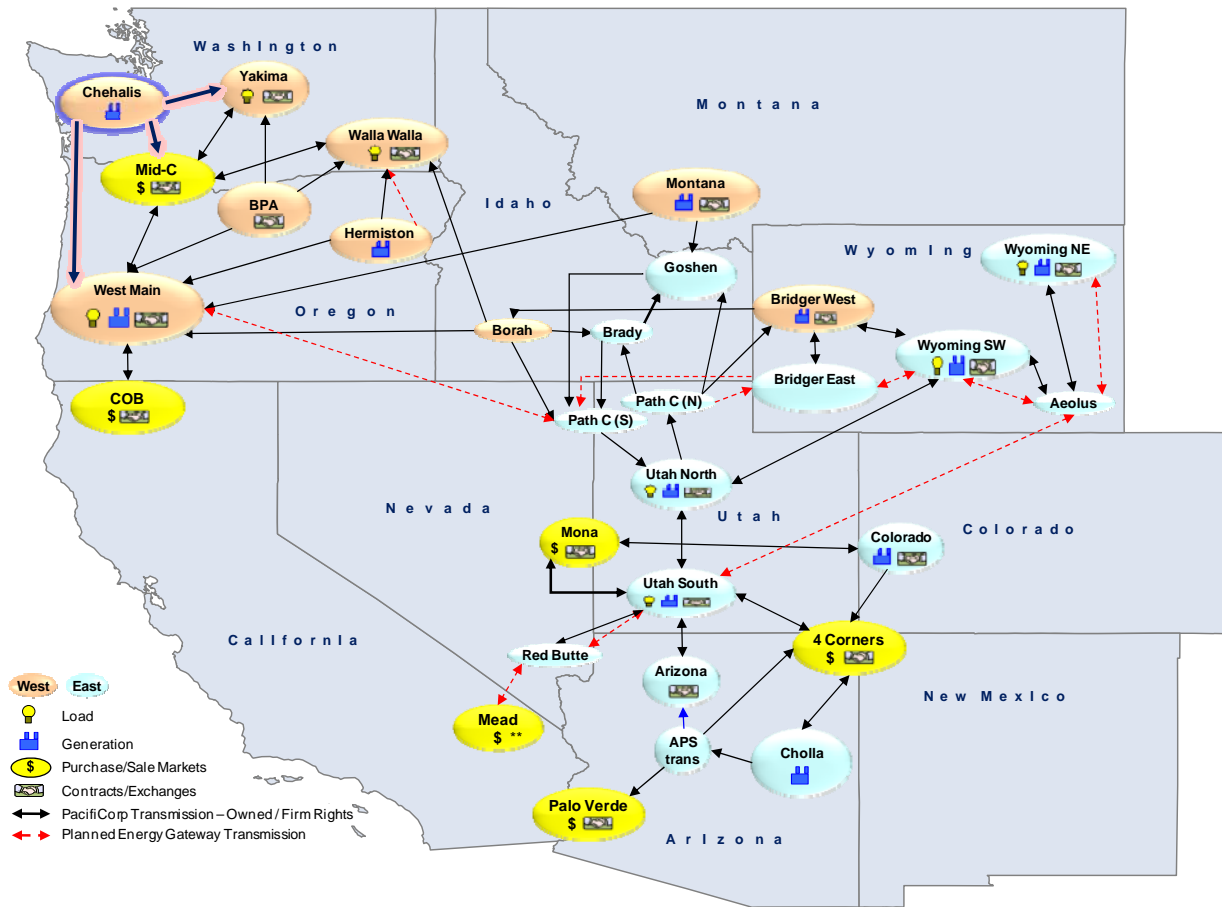 Washington
Yakima
Chehalis
Montana
Walla Walla
Mid-C
$
Montana
BPA
Idaho
Hermiston
Wyoming
Wyoming NE
Goshen
West Main
Bridger West
Oregon
Borah
Brady
Wyoming SW
Bridger East
COB
$
Path C (N)
Aeolus
Path C (S)
Utah North
Nevada
Utah
Mona
$
Colorado
Colorado
Utah South
California
4 Corners
$
Red Butte
Arizona
New Mexico
West
East
Load
Mead
$ **
APS
trans
Cholla
Generation
$
Purchase/Sale Markets
Contracts/Exchanges
Palo Verde
$
PacifiCorp Transmission – Owned / Firm Rights
Planned Energy Gateway Transmission
Arizona